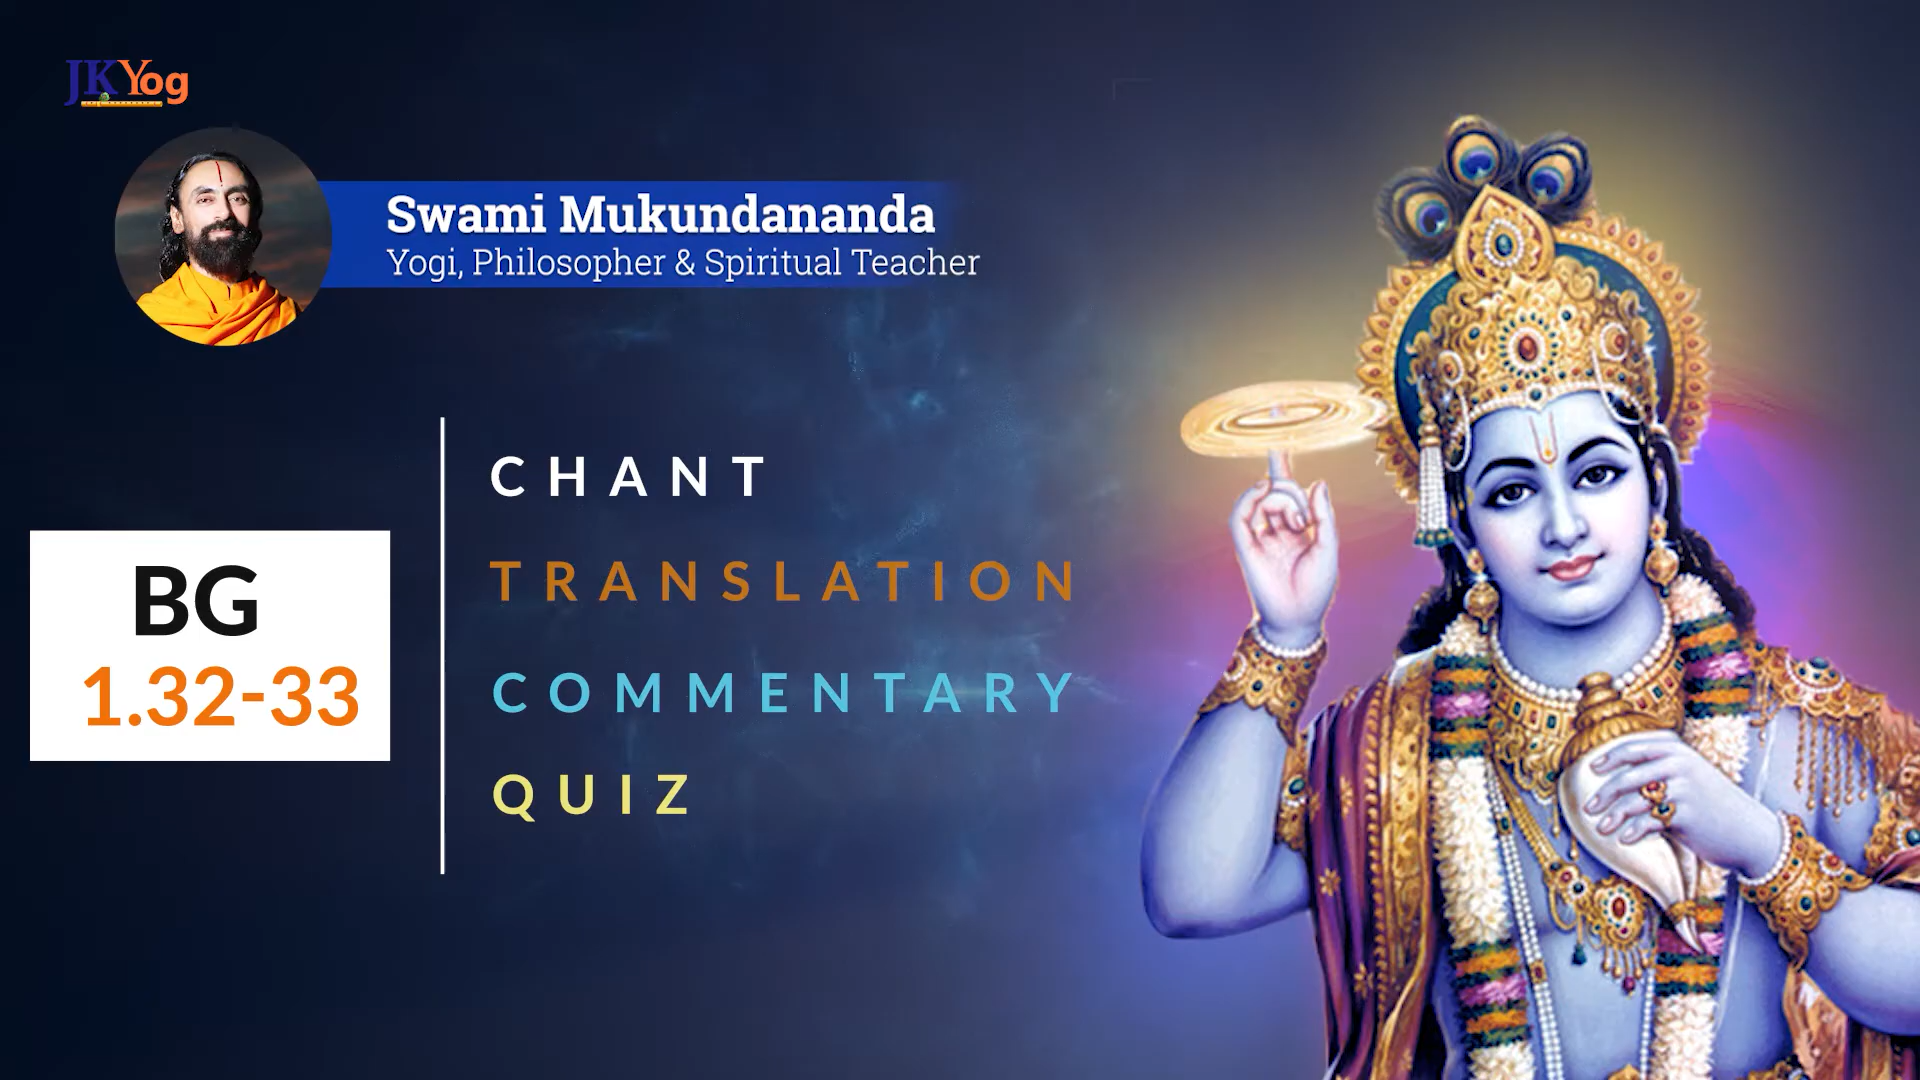 JKYog
Swami Mukundananda
Yogi, Philosopher & Spiritual Teacher
CHANT
TRANSLATION
COMMENTARY
QUIZ
BG
1.32-33